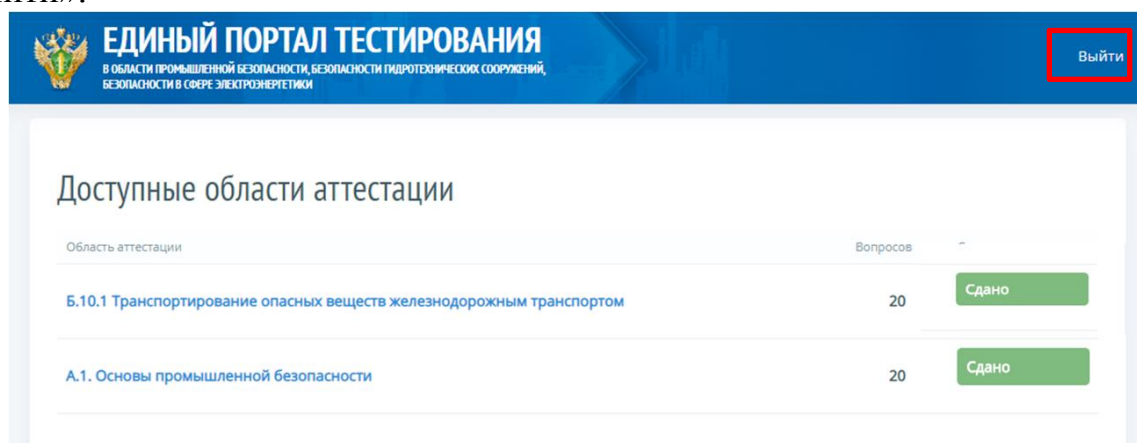 ЕДИНЫЙ ПОРТАЛ ТЕСТИРОВАНИЯ
В ОБЛАСТИ ПРОМЫШЛЕННОЙ БЕЗОПАСНОСТИ, БЕЗОПАСНОСТИ ГИДРОТЕХНИЧЕСКИХ СООРУЖЕНИЙ,
БЕЗОПАСНОСТИ В СФЕРЕ ЭЛЕКТРОЭНЕРГЕТИКИ
Выйти
Доступные области аттестации
Область аттестации Вопросов
Б.10.1 Транспортирование опасных веществ железнодорожным транспортом 20 Сдано
А.1. Основы промышленной безопасности 20 Сдано